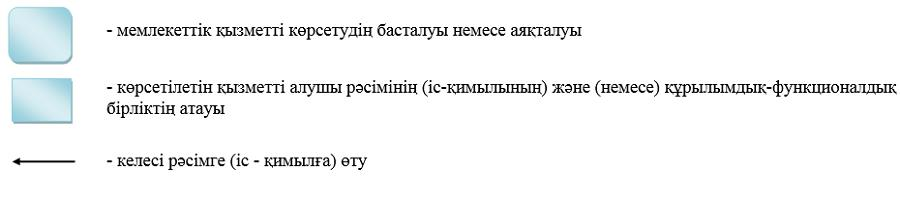 - мемлекеттік қызметті көрсетудің басталуы немесе аяқталуы
- көрсетілетін қызметті алушы рәсімінің (іс-қимылының) және (немесе) құрылымдық-функционалдық
бірліктің атауы
- келесі рәсімге (іс - қимылға) өту